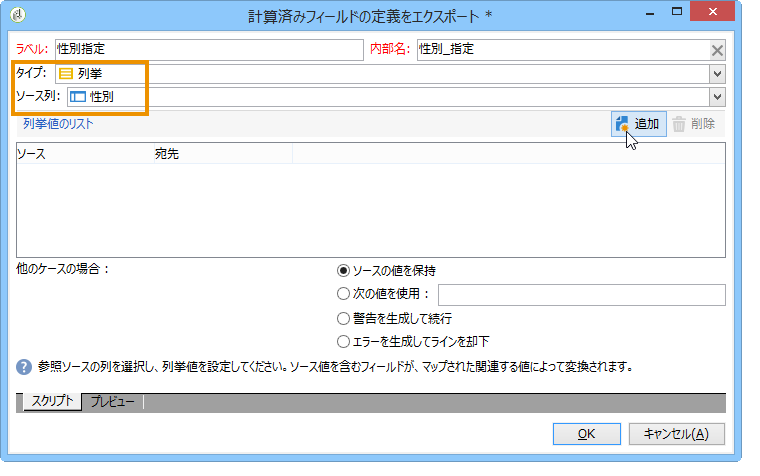 計算済みフィールドの定義をエクスポート *
ラベル: 性別指定 内部名: 性別_指定
タイプ: 列挙
ソース列: 性別
列挙値のリスト 追加 削除
ソース 宛先
他のケースの場合： ソースの値を保持
次の値を使用：
警告を生成して続行
エラーを生成してラインを却下
? 参照ソースの列を選択し、列挙値を設定してください。ソース値を含むフィールドが、マップされた関連する値によって変換されます。
スクリプト プレビュー
OK キャンセル(A)